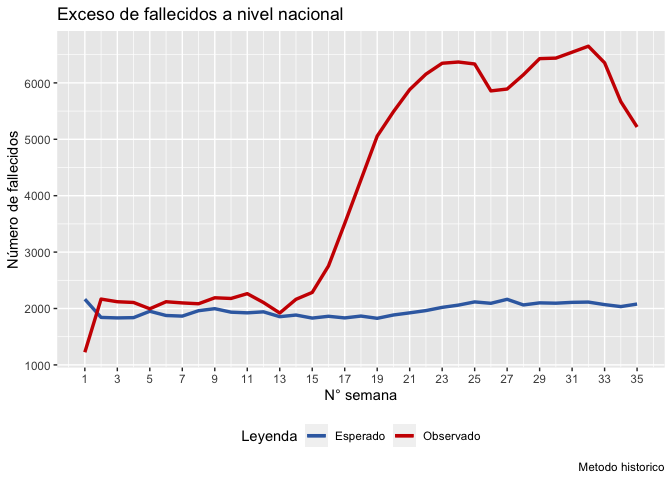 Exceso de fallecidos a nivel nacional
Número de fallecidos
6000
5000
4000
3000
2000
1000
1 3 5 7 9 11 13 15 17 19 21 23 25 27 29 31 33 35
N° semana
Leyenda Esperado Observado
Metodo historico